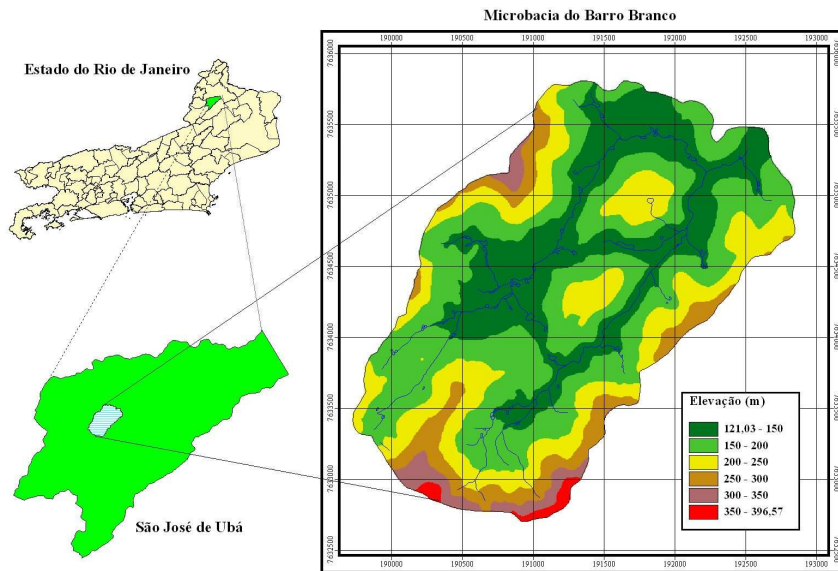 Microbacia do Barro Branco
Estado do Rio de Janeiro
São José de Ubá
190000 190500 191000 191500 192000 192500 193000
7636000
7635500
7635000
7634500
7634000
7633500
7633000
7632500
Elevação (m)
121,03 - 150
150 - 200
200 - 250
250 - 300
300 - 350
350 - 396,57
190000 190500 191000 191500 192000 192500 193000